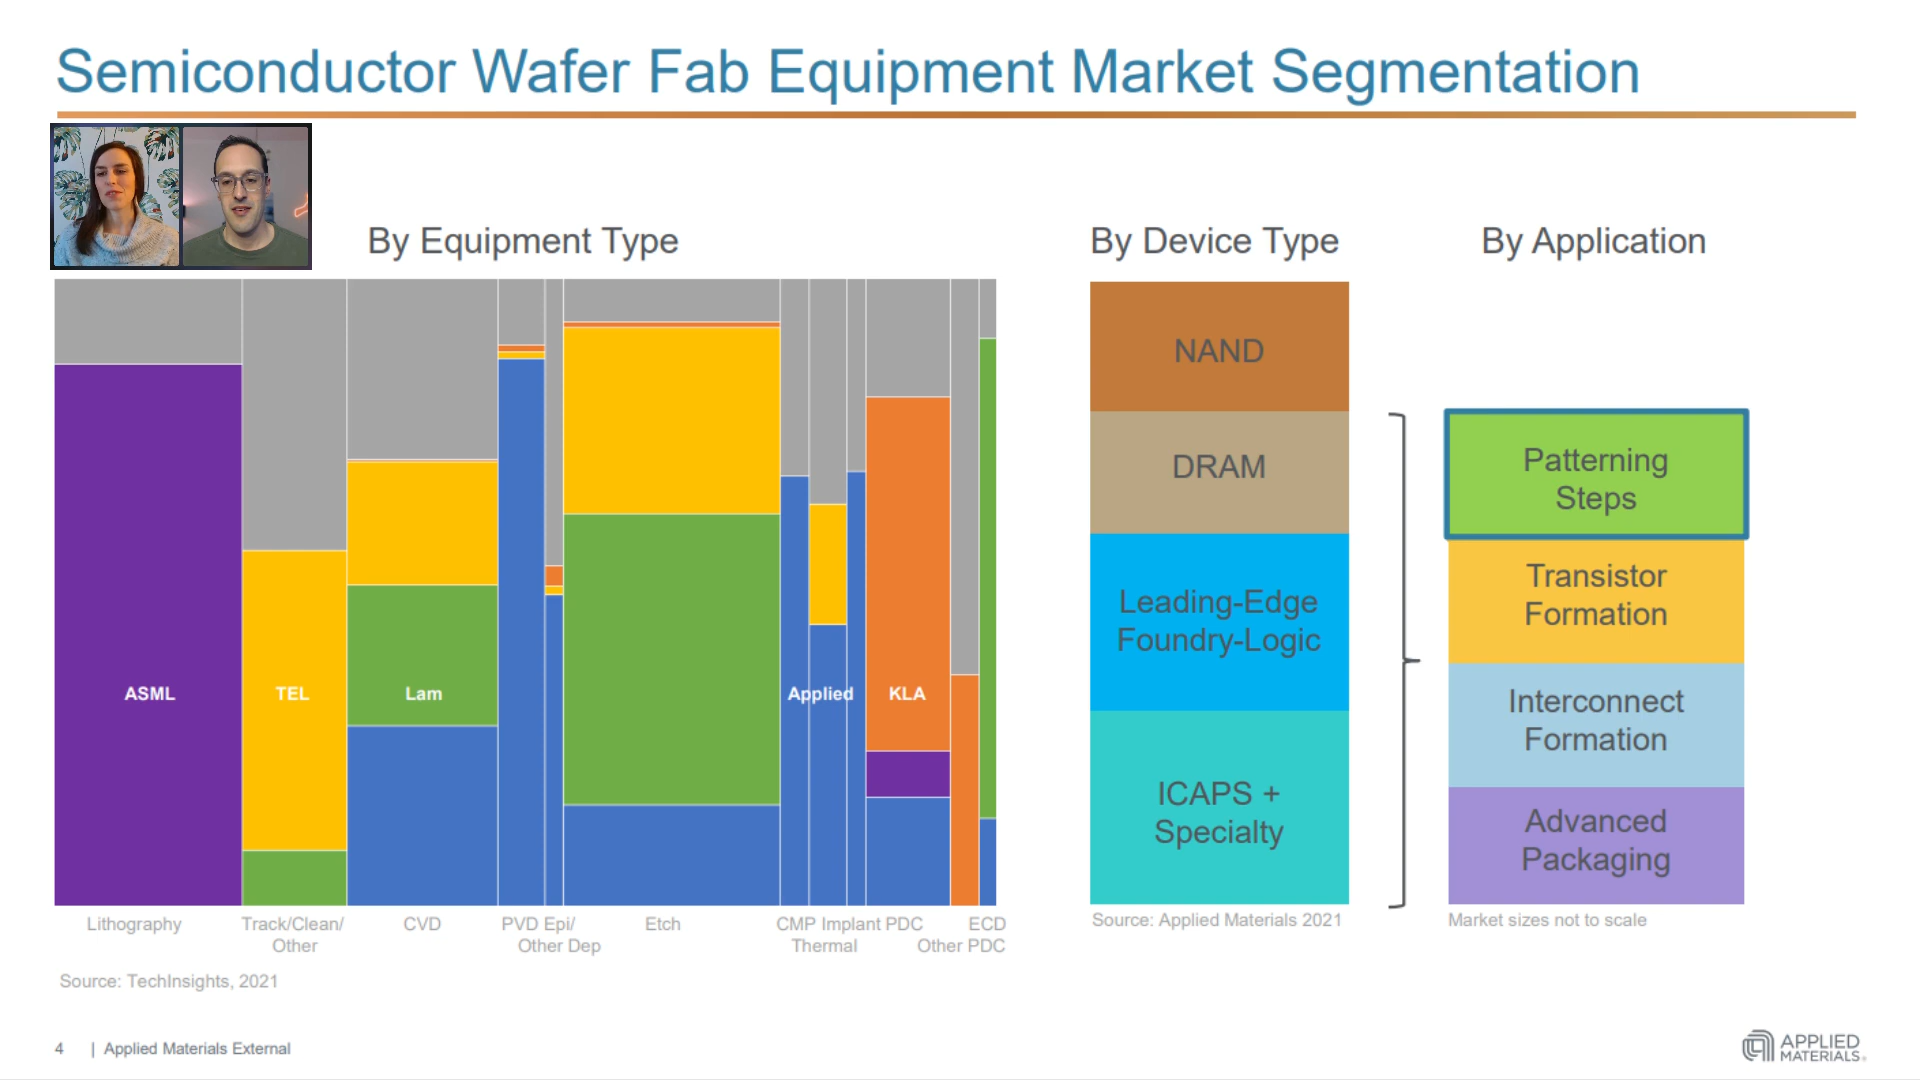 Semiconductor Wafer Fab Equipment Market Segmentation
By Equipment Type
ASML
TEL
Lam
Applied
KLA
Lithography
Track/Clean/
Other
CVD
PVD Epi/
Other Dep
Etch
CMP Implant PDC
Thermal
ECD
Other PDC
Source: TechInsights, 2021
By Device Type
NAND
DRAM
Leading-Edge
Foundry-Logic
ICAPS +
Specialty
Source: Applied Materials 2021
By Application
Patterning
Steps
Transistor
Formation
Interconnect
Formation
Advanced
Packaging
Market sizes not to scale
4 | Applied Materials External
APPLIED
MATERIALS®